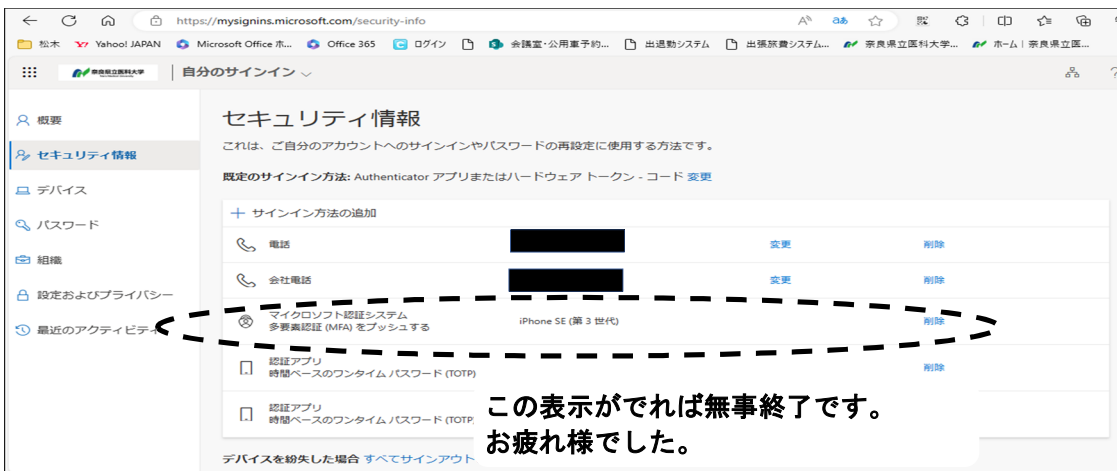 https://mysignins.microsoft.com/security-info
松木 Yahoo! JAPAN Microsoft Office ホ... Office 365 ログイン 会議室・公用車予約... 出退勤システム 出張旅費システム... 奈良県立医科大学... ホーム | 奈良県立医...
奈良県立医科大学 自分のサインイン
概要
セキュリティ情報
デバイス
パスワード
組織
設定およびプライバシー
最近のアクティビティ
セキュリティ情報
これは、ご自分のアカウントへのサインインやパスワードの再設定に使用する方法です。
既定のサインイン方法: Authenticator アプリまたはハードウェア トークン - コード 変更
+ サインイン方法の追加
電話 変更 削除
会社電話 変更 削除
マイクロソフト認証システム
多要素認証 (MFA) をプッシュする iPhone SE (第 3 世代) 削除
認証アプリ
時間ベースのワンタイム パスワード (TOTP) 削除
認証アプリ
時間ベースのワンタイム パスワード (TOTP
この表示がでれば無事終了です。
お疲れ様でした。
デバイスを紛失した場合 すべてサインアウト